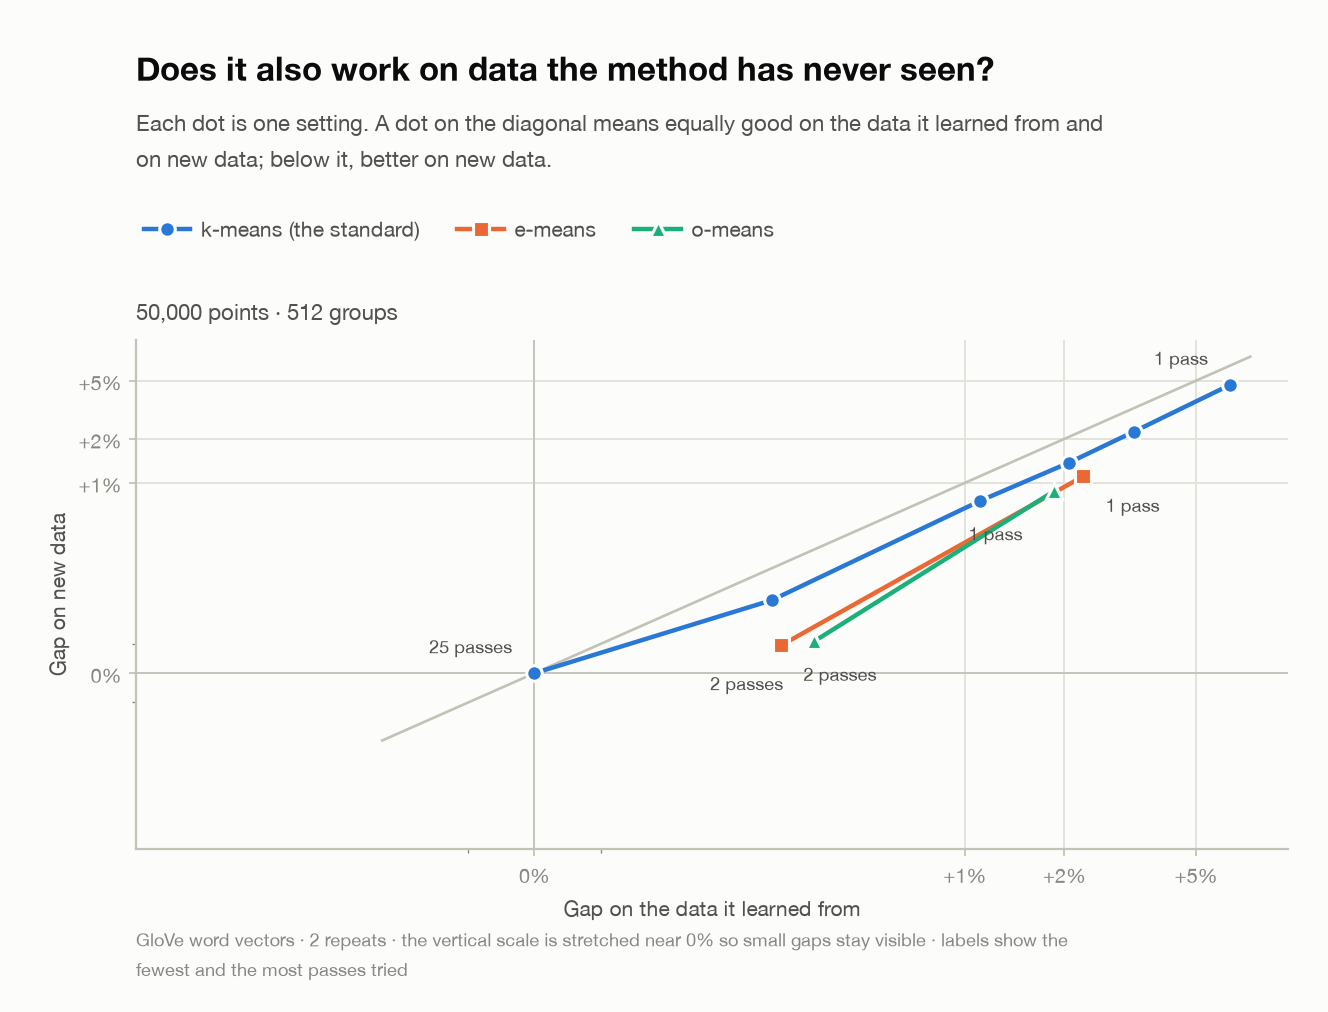 Does it also work on data the method has never seen?
Each dot is one setting. A dot on the diagonal means equally good on the data it learned from and
on new data; below it, better on new data.
k-means (the standard)
e-means
o-means
50,000 points · 512 groups
+5%
+2%
+1%
0%
Gap on new data
1 pass
1 pass
1 pass
25 passes
2 passes
2 passes
0%
+1%
+2%
+5%
Gap on the data it learned from
GloVe word vectors · 2 repeats · the vertical scale is stretched near 0% so small gaps stay visible · labels show the
fewest and the most passes tried